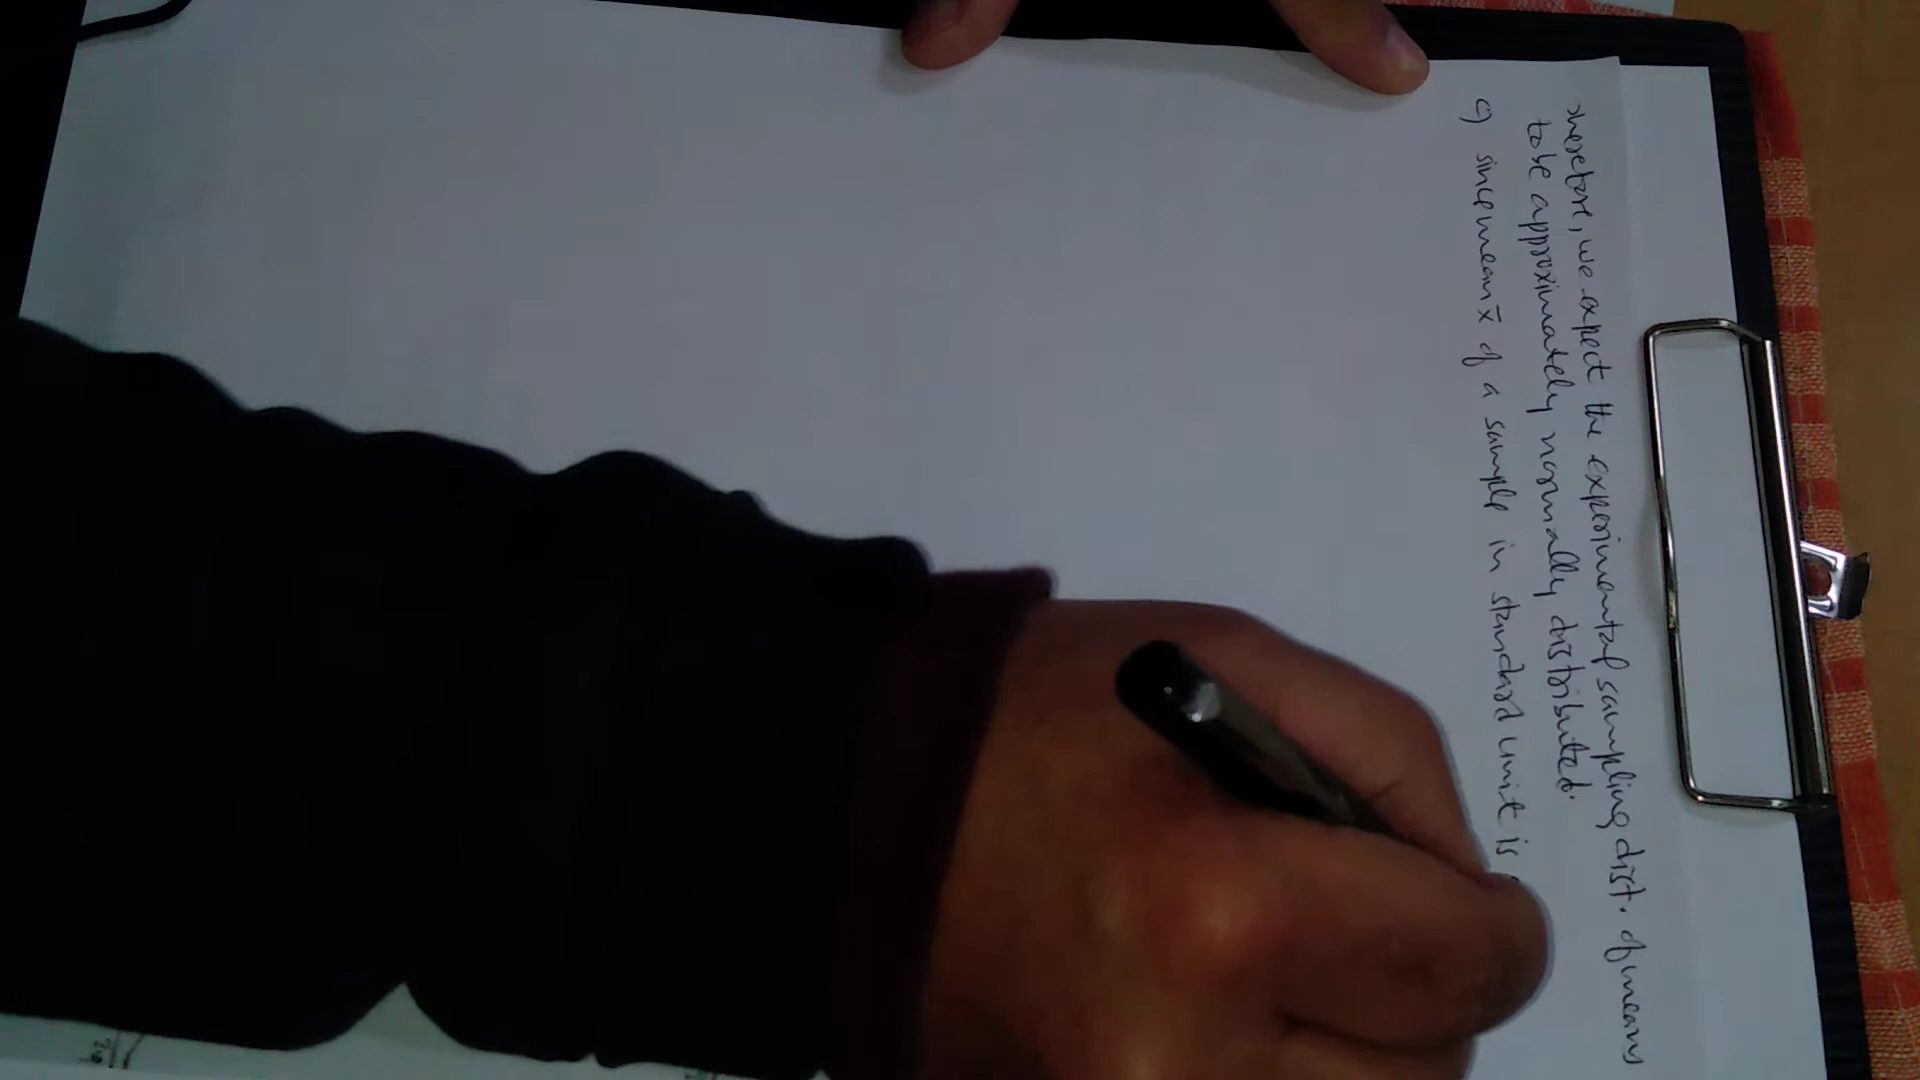 therefore, we expect the experimental sampling dist. of means
to be approximately normally distributed.
c) since mean x̄ of a sample in standard unit is